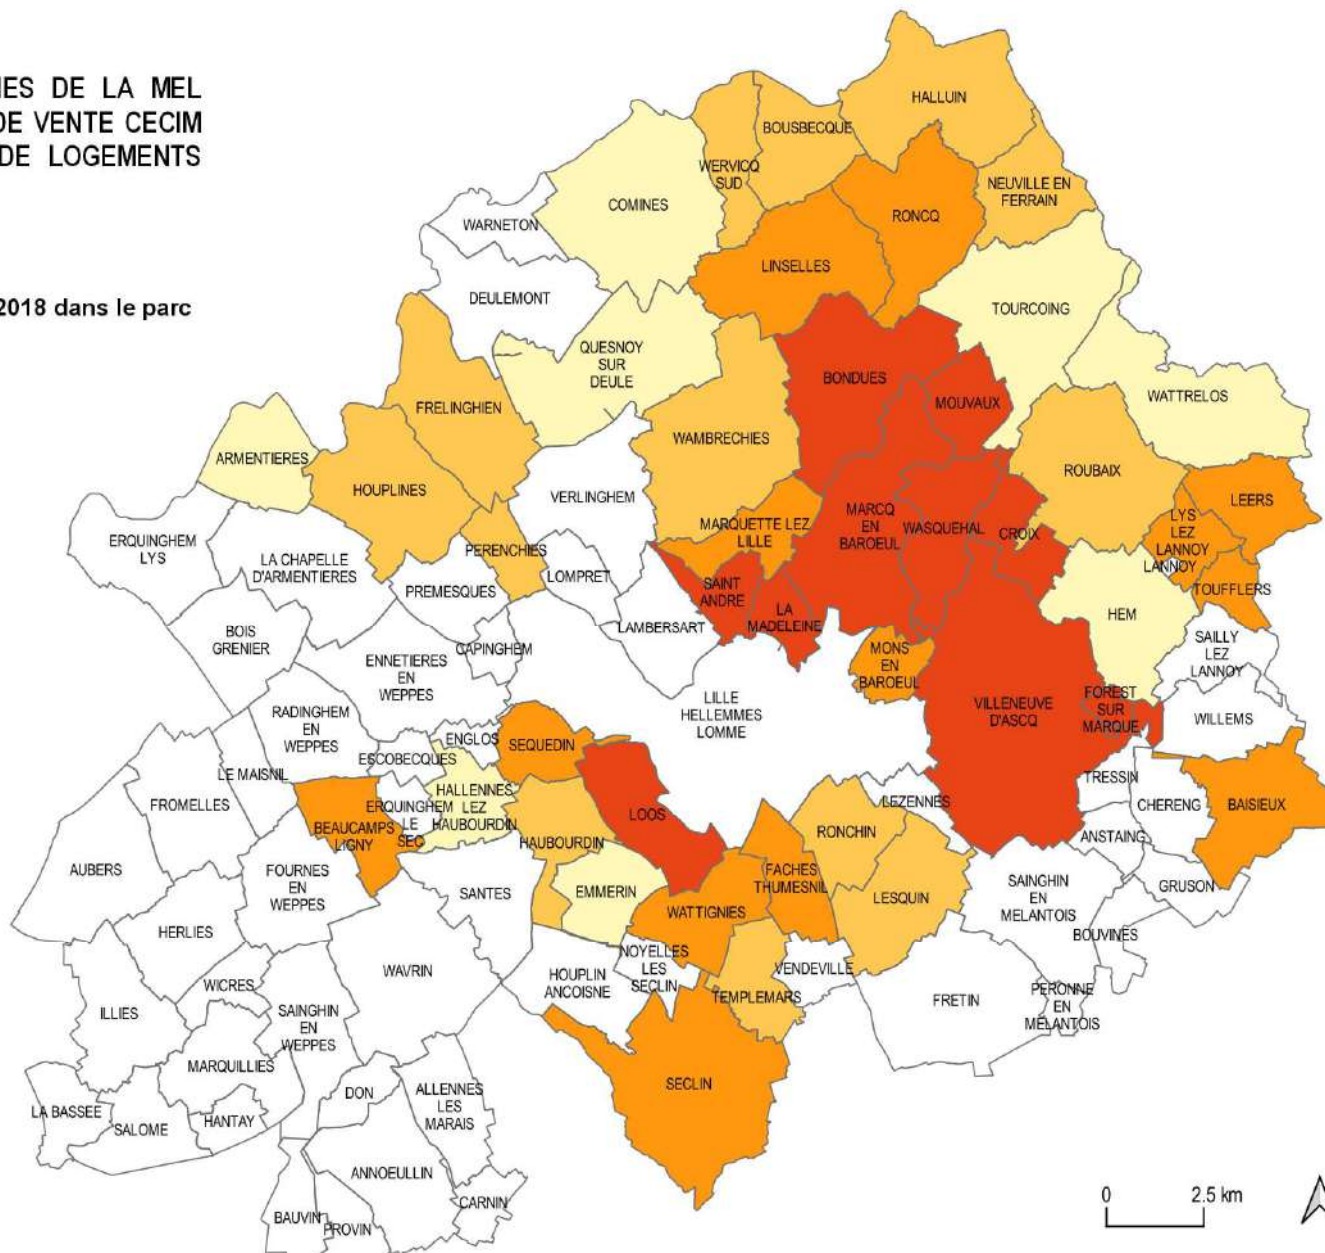 DE LA MEL
DE VENTE CECIM
DE LOGEMENTS
2018 dans le parc
HALLUIN
BOUSBECQUE
WERVICQ
SUD
NEUVILLE EN
FERRAIN
COMINES
RONCQ
WARNETON
LINSELLES
DEULEMONT
TOURCOING
QUESNOY
SUR
DEULE
BONDUES
MOUVAUX
WATTRELOS
FRELINGHIEN
WAMBRECHIES
ARMENTIERES
ROUBAIX
HOUPLINES
VERLINGHEM
LEERS
MARCQ
EN
BAROEUL
LYS
LEZ
LANNOY
MARQUETTE LEZ
LILLE
WASQUEHAL
CROIX
ERQUINGHEM
LYS
PERENCHIES
LA CHAPELLE
D'ARMENTIERES
LANNOY
LOMPRET
PREMESQUES
SAINT
ANDRE
TOUFFLERS
LA
MADELEINE
HEM
LAMBERSART
BOIS
GRENIER
SAILLY
LEZ
LANNOY
CAPINGHEM
MONS
EN
BAROEUL
ENNETIERES
EN
WEPPES
LILLE
HELLEMMES
LOMME
VILLENEUVE
D'ASCQ
FOREST
SUR
MARQUE
RADINGHEM
EN
WEPPES
WILLEMS
ENGLOS
SEQUEDIN
ESCOBECQUES
LE MAISNIL
TRESSIN
HALLENNES
LEZ
HAUBOURDIN
LEZENNES
FROMELLES
CHERENG
BAISIEUX
ERQUINGHEM
LE
SEC
LOOS
BEAUCAMPS
LIGNY
RONCHIN
ANSTAING
HAUBOURDIN
AUBERS
FACHES
THUMESNIL
FOURNES
EN
WEPPES
SAINGHIN
EN
MELANTOIS
GRUSON
SANTES
EMMERIN
LESQUIN
WATTIGNIES
HERLIES
BOUVINES
NOYELLES
LES
SECLIN
WAVRIN
VENDEVILLE
HOUPLIN
ANCOISNE
WICRES
TEMPLEMARS
FRETIN
PERONNE
EN
MÉLANTOIS
ILLIES
SAINGHIN
EN
WEPPES
MARQUILLIES
SECLIN
DON
ALLENNES
LES
MARAIS
LA BASSEE
HANTAY
SALOME
ANNOEULLIN
CARNIN
BAUVIN
PROVIN
0 2.5 km